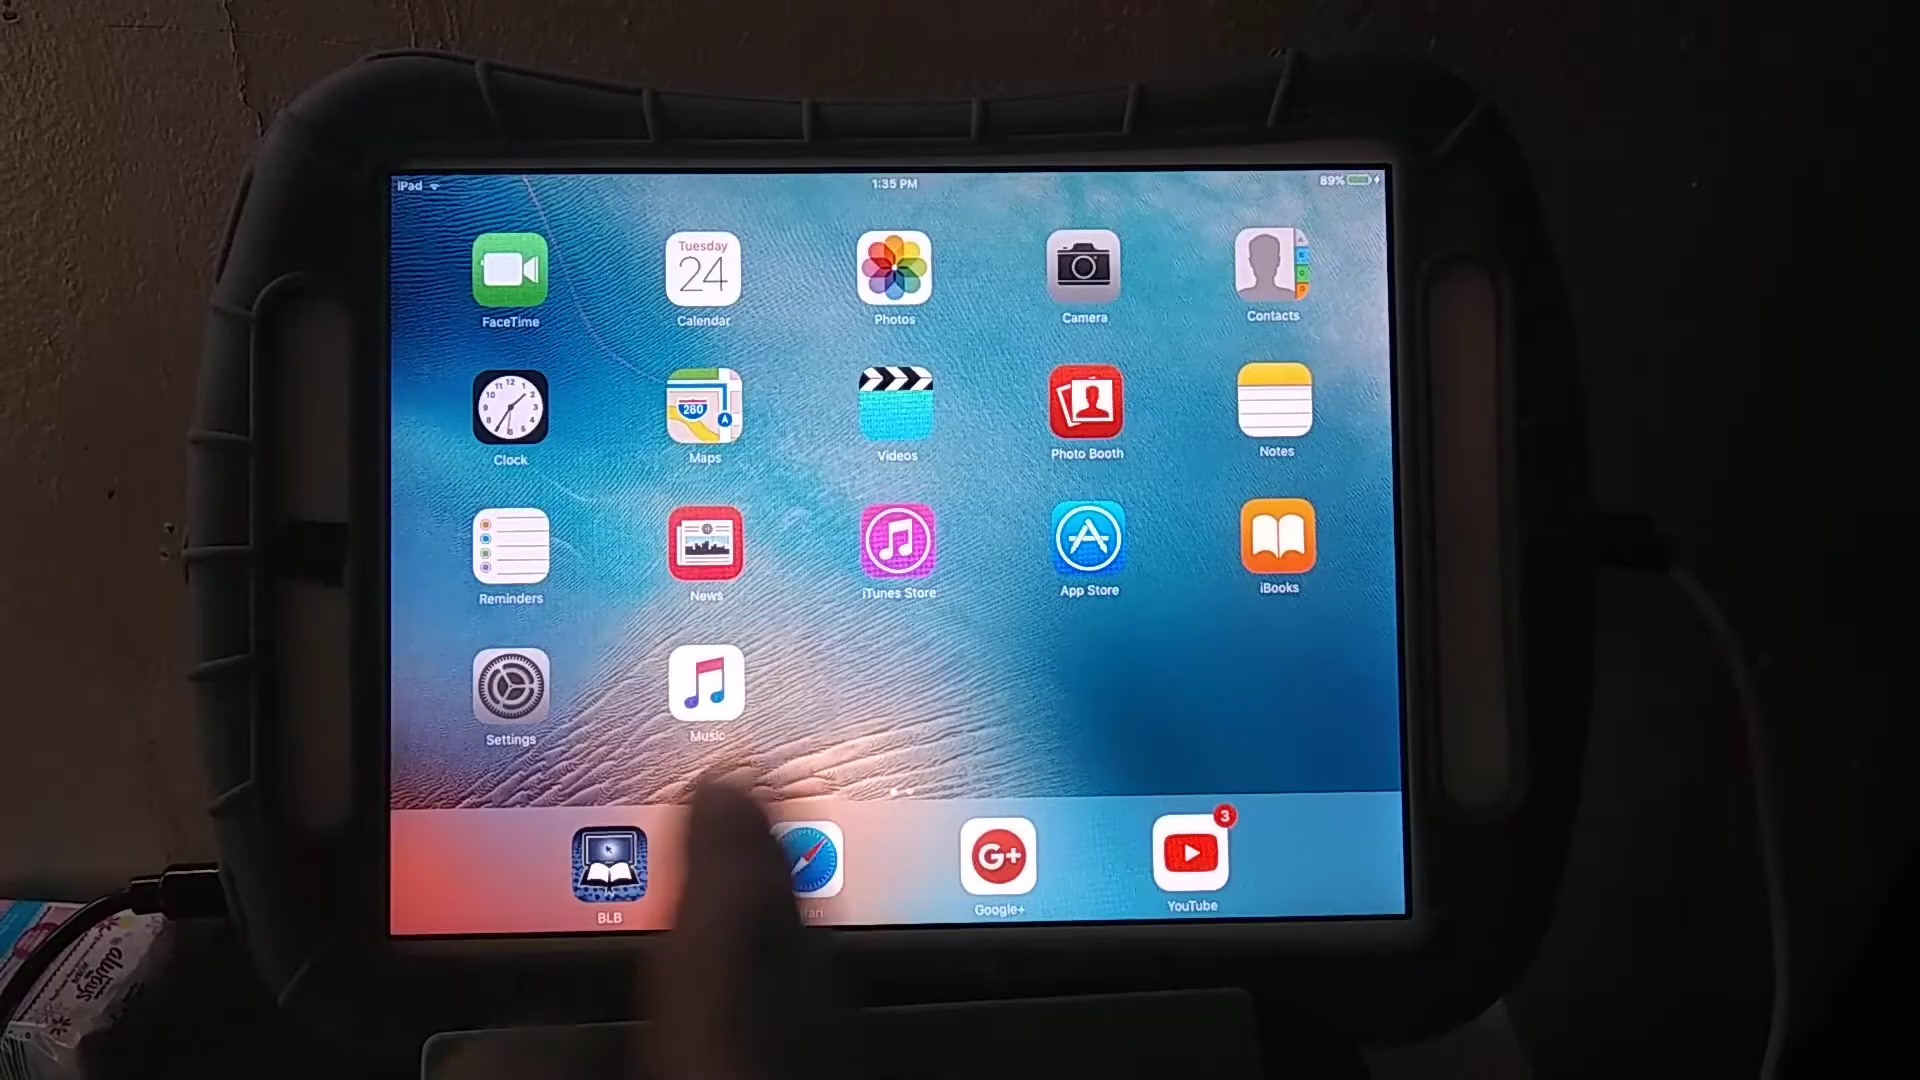 iPad 1:35 PM 89%
Tuesday
24
FaceTime Calendar Photos Camera Contacts
280
A
Clock Maps Videos Photo Booth Notes
Reminders News iTunes Store App Store iBooks
Settings Music
3
G+
BLB Google+ YouTube
always